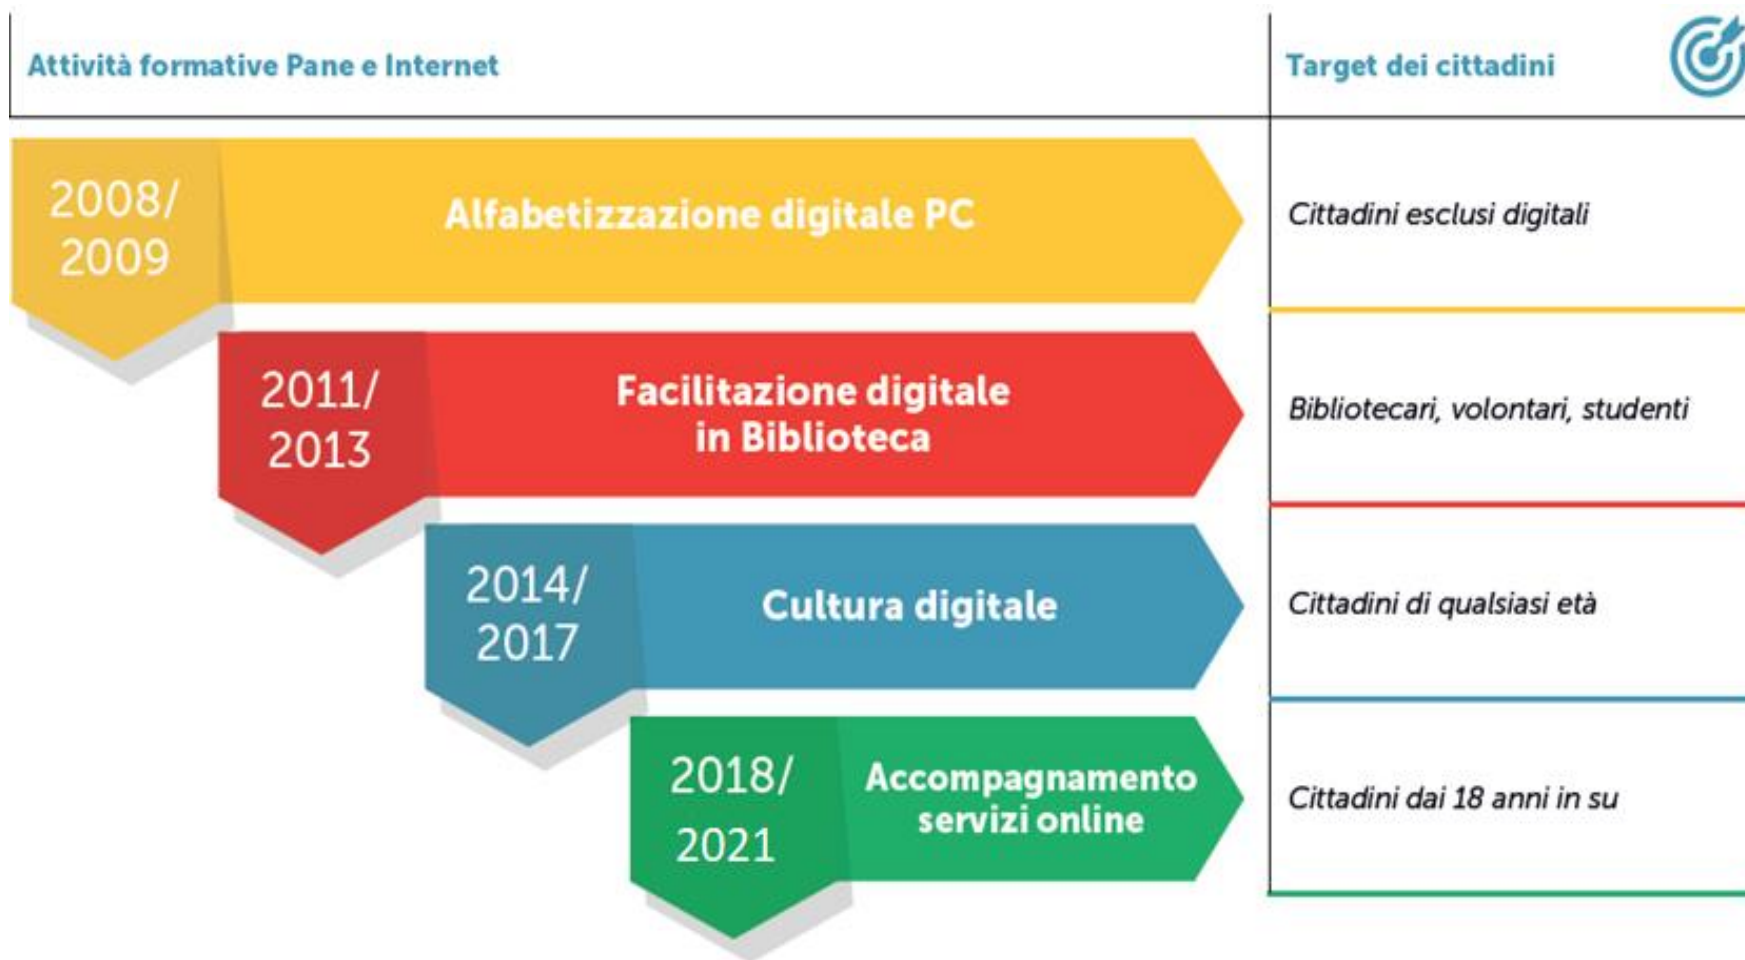 Attività formative Pane e Internet
Target dei cittadini
2008/
2009
Alfabetizzazione digitale PC
Cittadini esclusi digitali
2011/
2013
Facilitazione digitale
in Biblioteca
Bibliotecari, volontari, studenti
2014/
2017
Cultura digitale
Cittadini di qualsiasi età
2018/
2021
Accompagnamento
servizi online
Cittadini dai 18 anni in su